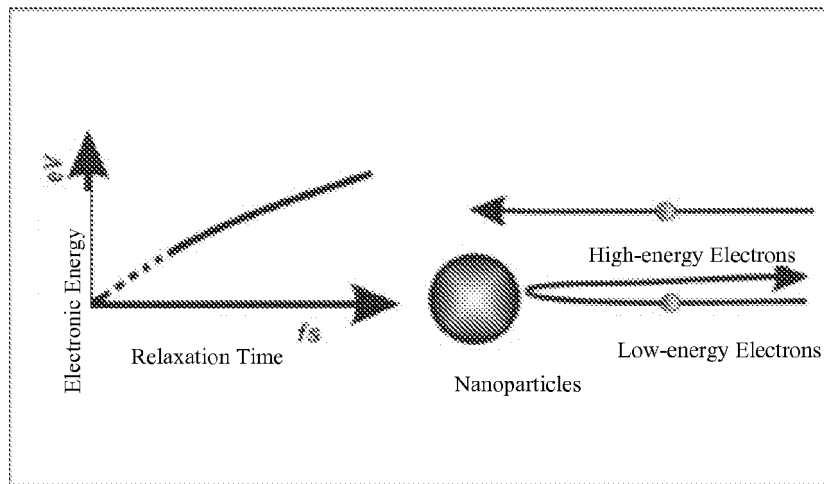 eV
Electronic Energy
fs
Relaxation Time
High-energy Electrons
Low-energy Electrons
Nanoparticles